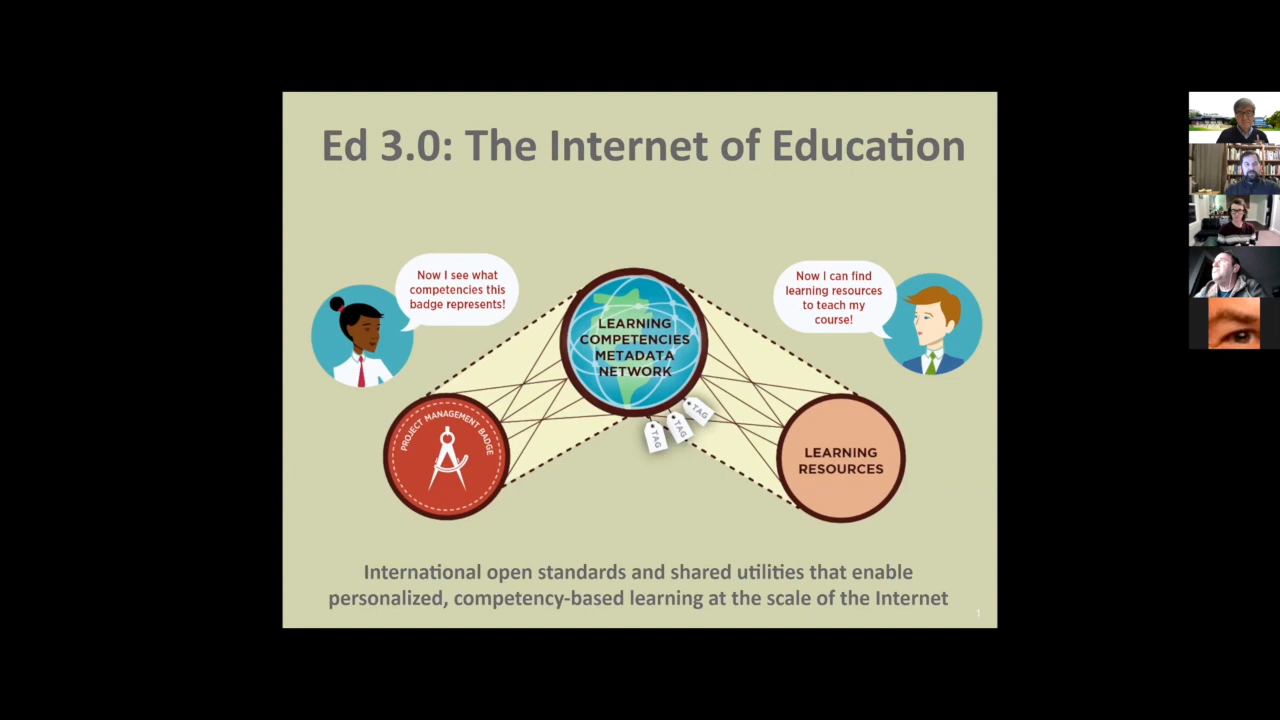 Ed 3.0: The Internet of Education
Now I see what
competencies this
badge represents!
Now I can find
learning resources
to teach my
course!
LEARNING
COMPETENCIES
METADATA
NETWORK
TAG
TAG
TAG
PROJECT MANAGEMENT BADGE
LEARNING
RESOURCES
International open standards and shared utilities that enable
personalized, competency-based learning at the scale of the Internet
1